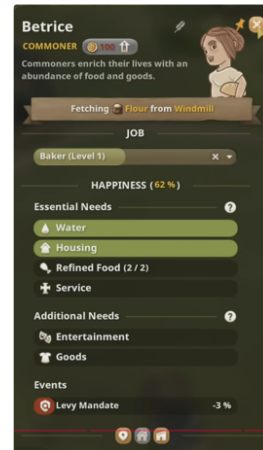 Betrice
COMMONER 100
Commoners enrich their lives with an
abundance of food and goods.
Fetching Flour from Windmill
JOB
Baker (Level 1)
HAPPINESS (62 %)
Essential Needs ?
Water
Housing
Refined Food (2 / 2)
Service
Additional Needs ?
Entertainment
Goods
Events
Levy Mandate -3 %